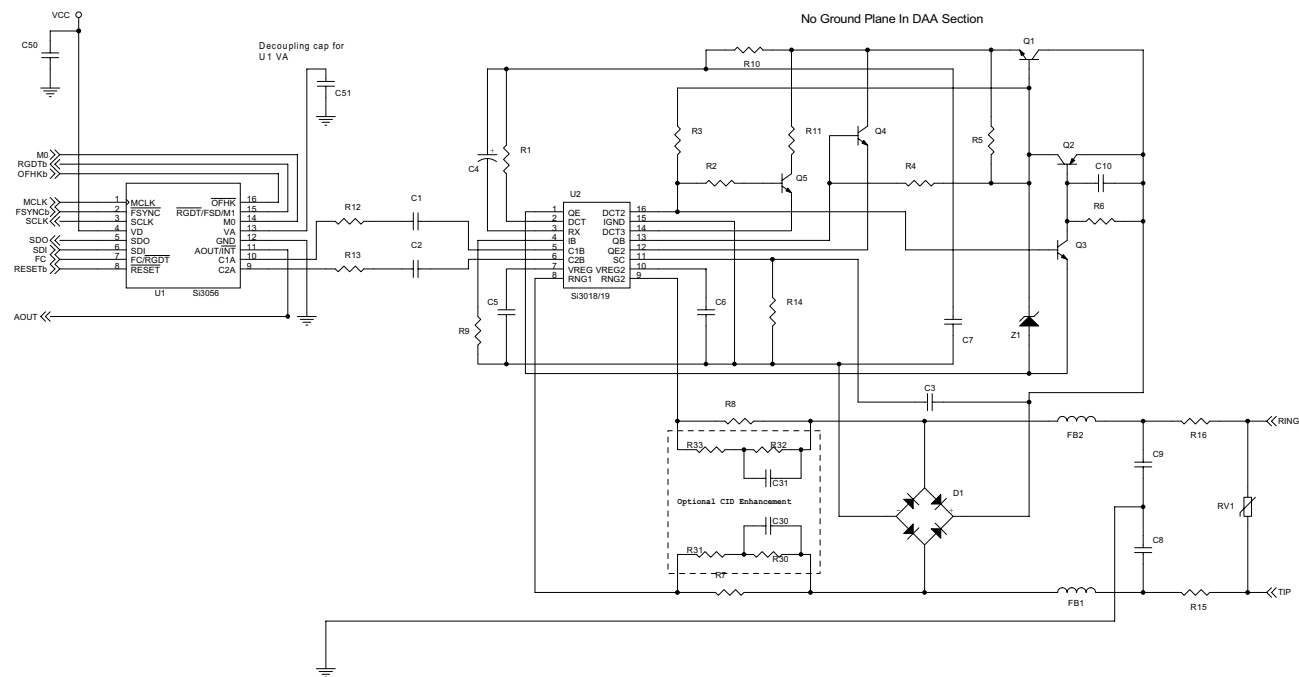 No Ground Plane In DAA Section
VCC
C50
Decoupling cap for
U1 VA
C51
M0
RGDTb
OFHKb
MCLK
FSYNCb
SCLK
SDO
SDI
FC
RESETb
AOUT
1 MCLK
2 FSYNC
3 SCLK
4 VD
5 SDO
6 SDI
7 FC/RGDT
8 RESET
OFHK 16
RGDT/FSD/M1 15
M0 14
VA 13
GND 12
AOUT/INT 11
C1A 10
C2A 9
U1
Si3056
R12
C1
R13
C2
C4
+
R1
R9
C5
U2
1 QE
2 DCT
3 RX
4 IB
5 C1B
6 C2B
7 VREG
8 RNG1
DCT2 16
IGND 15
DCT3 14
QB 13
QE2 12
SC 11
VREG2 10
RNG2 9
Si3018/19
R10
R3
R2
R11
Q5
Q4
R4
R5
Q1
Q2
C10
R6
Q3
C6
R14
C7
Z1
C3
R8
R33
R32
C31
Optional CID Enhancement
C30
R31
R30
R7
D1
-
+
FB2
FB1
C9
C8
R16
R15
RV1
RING
TIP